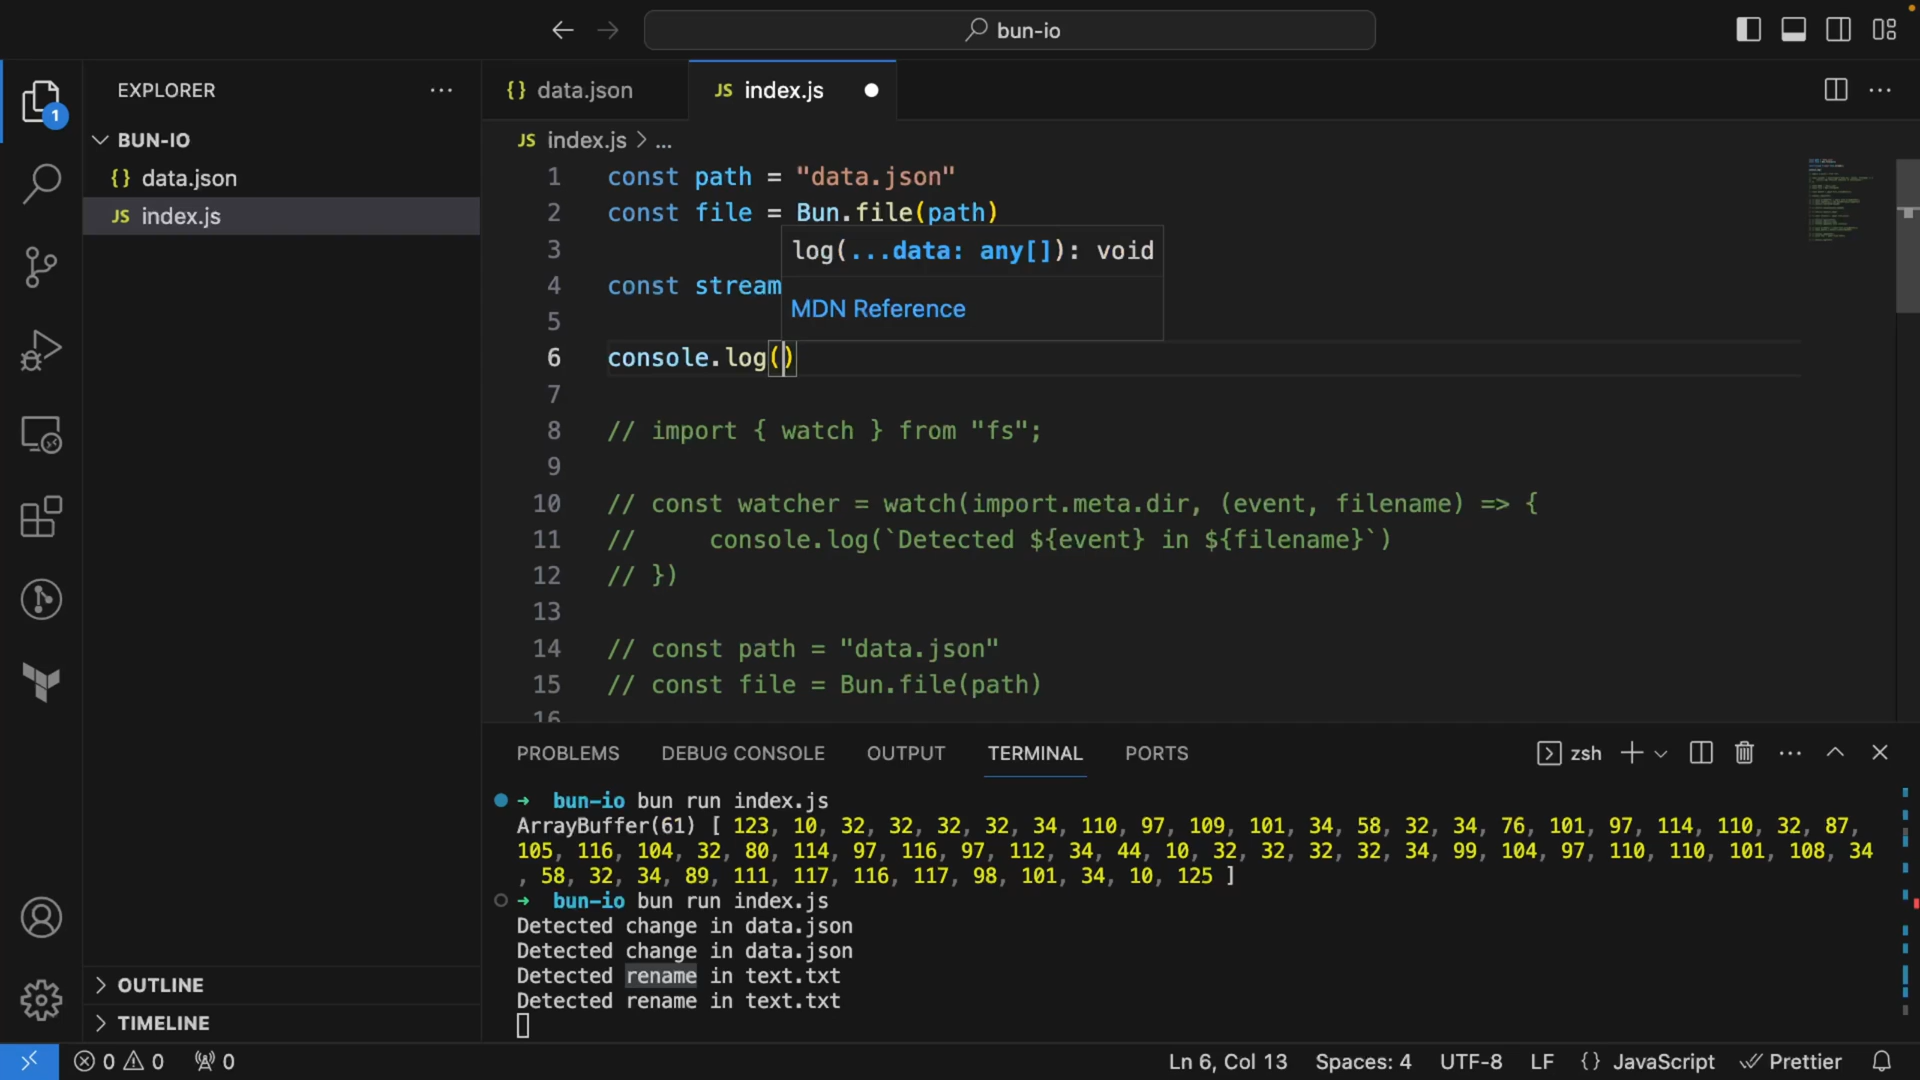 bun-io
EXPLORER
{} data.json
JS index.js
1
BUN-IO
{} data.json
JS index.js
JS index.js > ...
1 const path = "data.json"
2 const file = Bun.file(path)
log(...data: any[]): void
3
4 const stream
MDN Reference
5
6 console.log()
7
8 // import { watch } from "fs";
9
10 // const watcher = watch(import.meta.dir, (event, filename) => {
11 //     console.log(`Detected ${event} in ${filename}`)
12 // })
13
14 // const path = "data.json"
15 // const file = Bun.file(path)
16
PROBLEMS DEBUG CONSOLE OUTPUT TERMINAL PORTS
zsh
➜ bun-io bun run index.js
ArrayBuffer(61) [ 123, 10, 32, 32, 32, 32, 34, 110, 97, 109, 101, 34, 58, 32, 34, 76, 101, 97, 114, 110, 32, 87,
105, 116, 104, 32, 80, 114, 97, 116, 97, 112, 34, 44, 10, 32, 32, 32, 32, 34, 99, 104, 97, 110, 110, 101, 108, 34
, 58, 32, 34, 89, 111, 117, 116, 117, 98, 101, 34, 10, 125 ]
➜ bun-io bun run index.js
Detected change in data.json
Detected change in data.json
Detected rename in text.txt
Detected rename in text.txt
OUTLINE
TIMELINE
0 0 0
Ln 6, Col 13 Spaces: 4 UTF-8 LF {} JavaScript Prettier